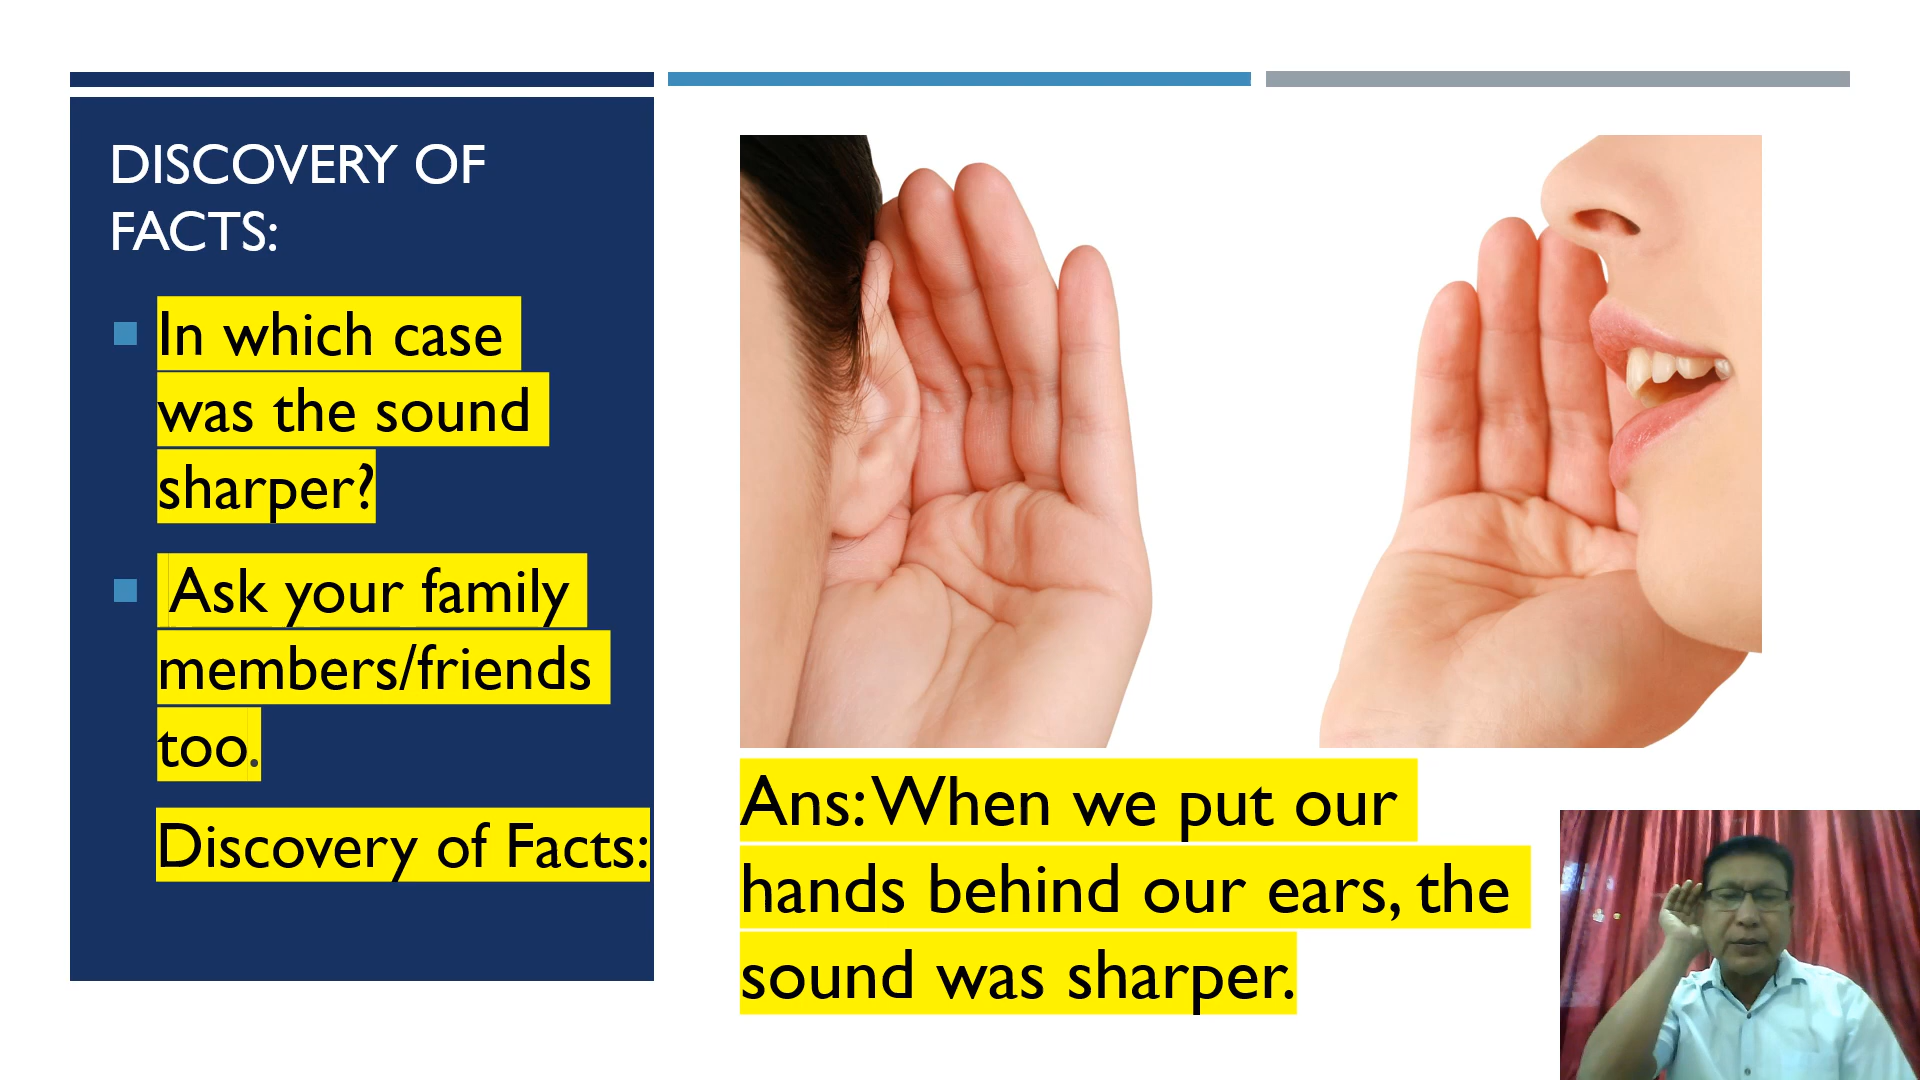 DISCOVERY OF
FACTS:
In which case
was the sound
sharper?
Ask your family
members/friends
too.
Discovery of Facts:
Ans: When we put our
hands behind our ears, the
sound was sharper.